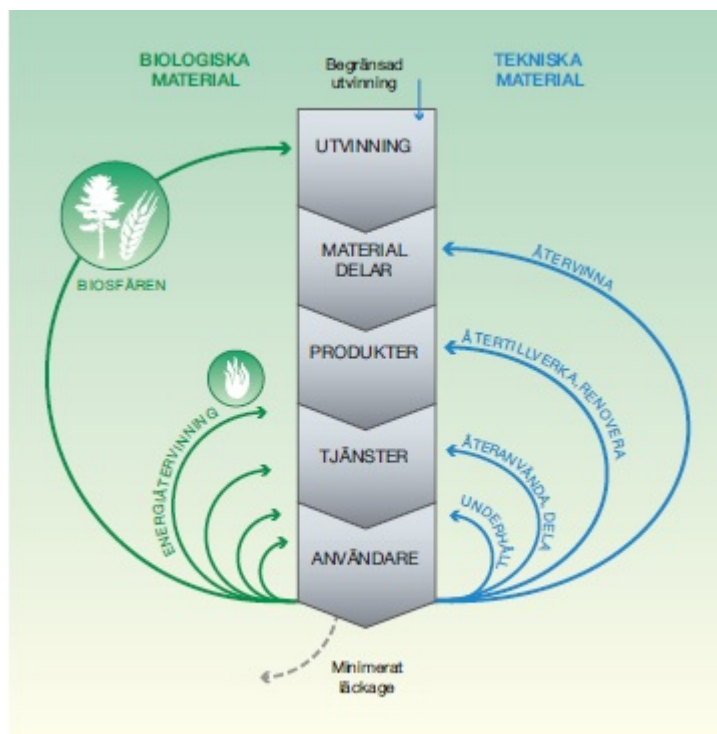 BIOLOGISKA
MATERIAL
Begränsad
utvinning
TEKNISKA
MATERIAL
UTVINNING
BIOSFÄREN
MATERIAL
DELAR
ÅTERVINNA
PRODUKTER
ÅTERTILLVERKA, RENOVERA
ENERGIÅTERVINNING
TJÄNSTER
ÅTERANVÄNDA, DELA
UNDERHÅLL
ANVÄNDARE
Minimerat
läckage